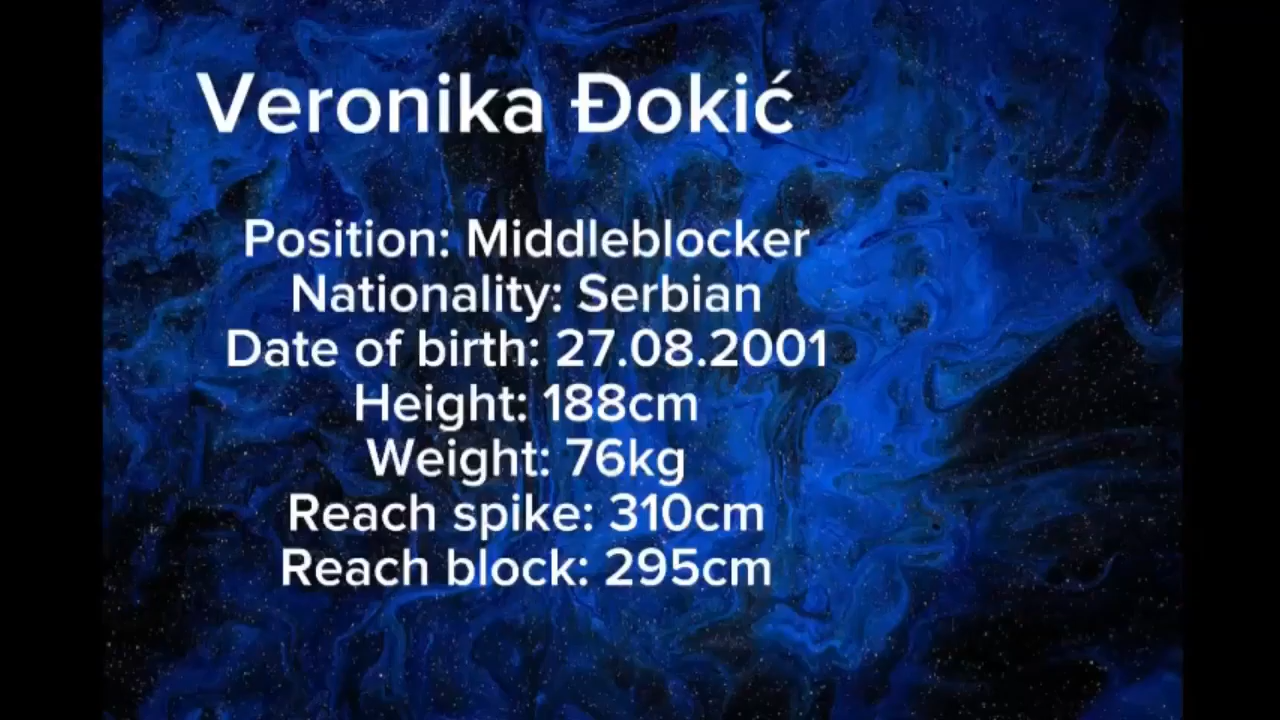 Veronika Đokić
Position: Middleblocker
Nationality: Serbian
Date of birth: 27.08.2001
Height: 188cm
Weight: 76kg
Reach spike: 310cm
Reach block: 295cm